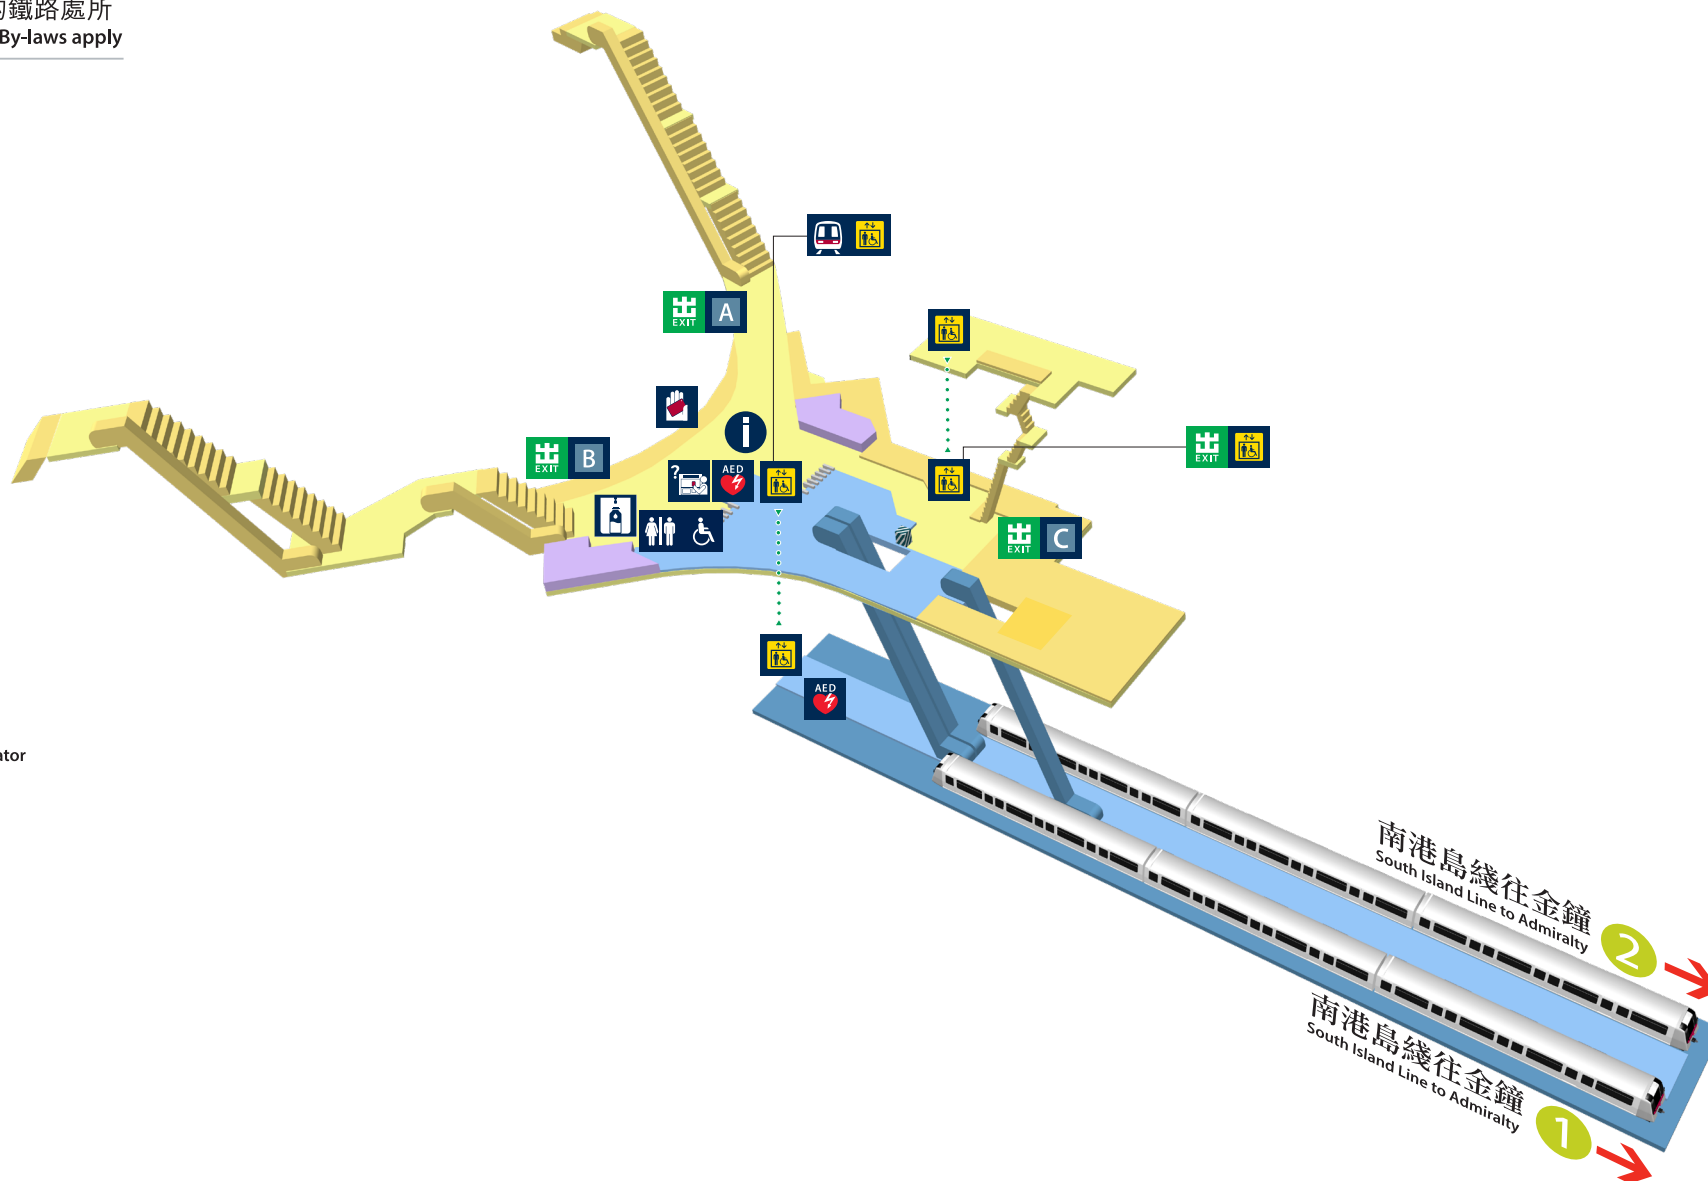 的鐵路處所
By-laws apply
EXIT A
EXIT B
?
AED
EXIT
EXIT C
AED
ator
南港島綫往金鐘
South Island Line to Admiralty
2
南港島綫往金鐘
South Island Line to Admiralty
1